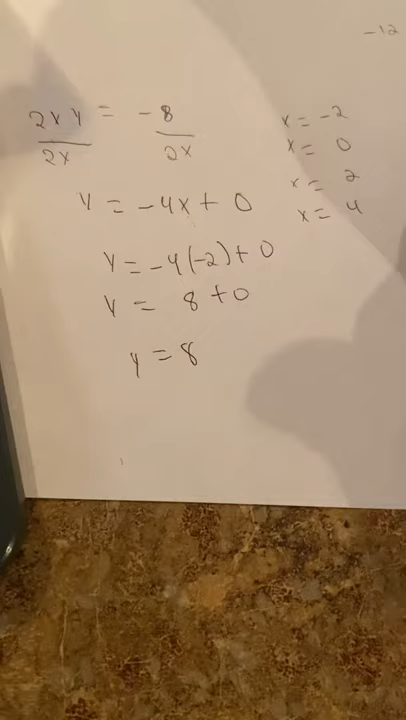 -12
2xy = -8
2x 2x
y = -4x + 0
y = -4(-2) + 0
y = 8 + 0
y = 8
x = -2
x = 0
x = 2
x = 4